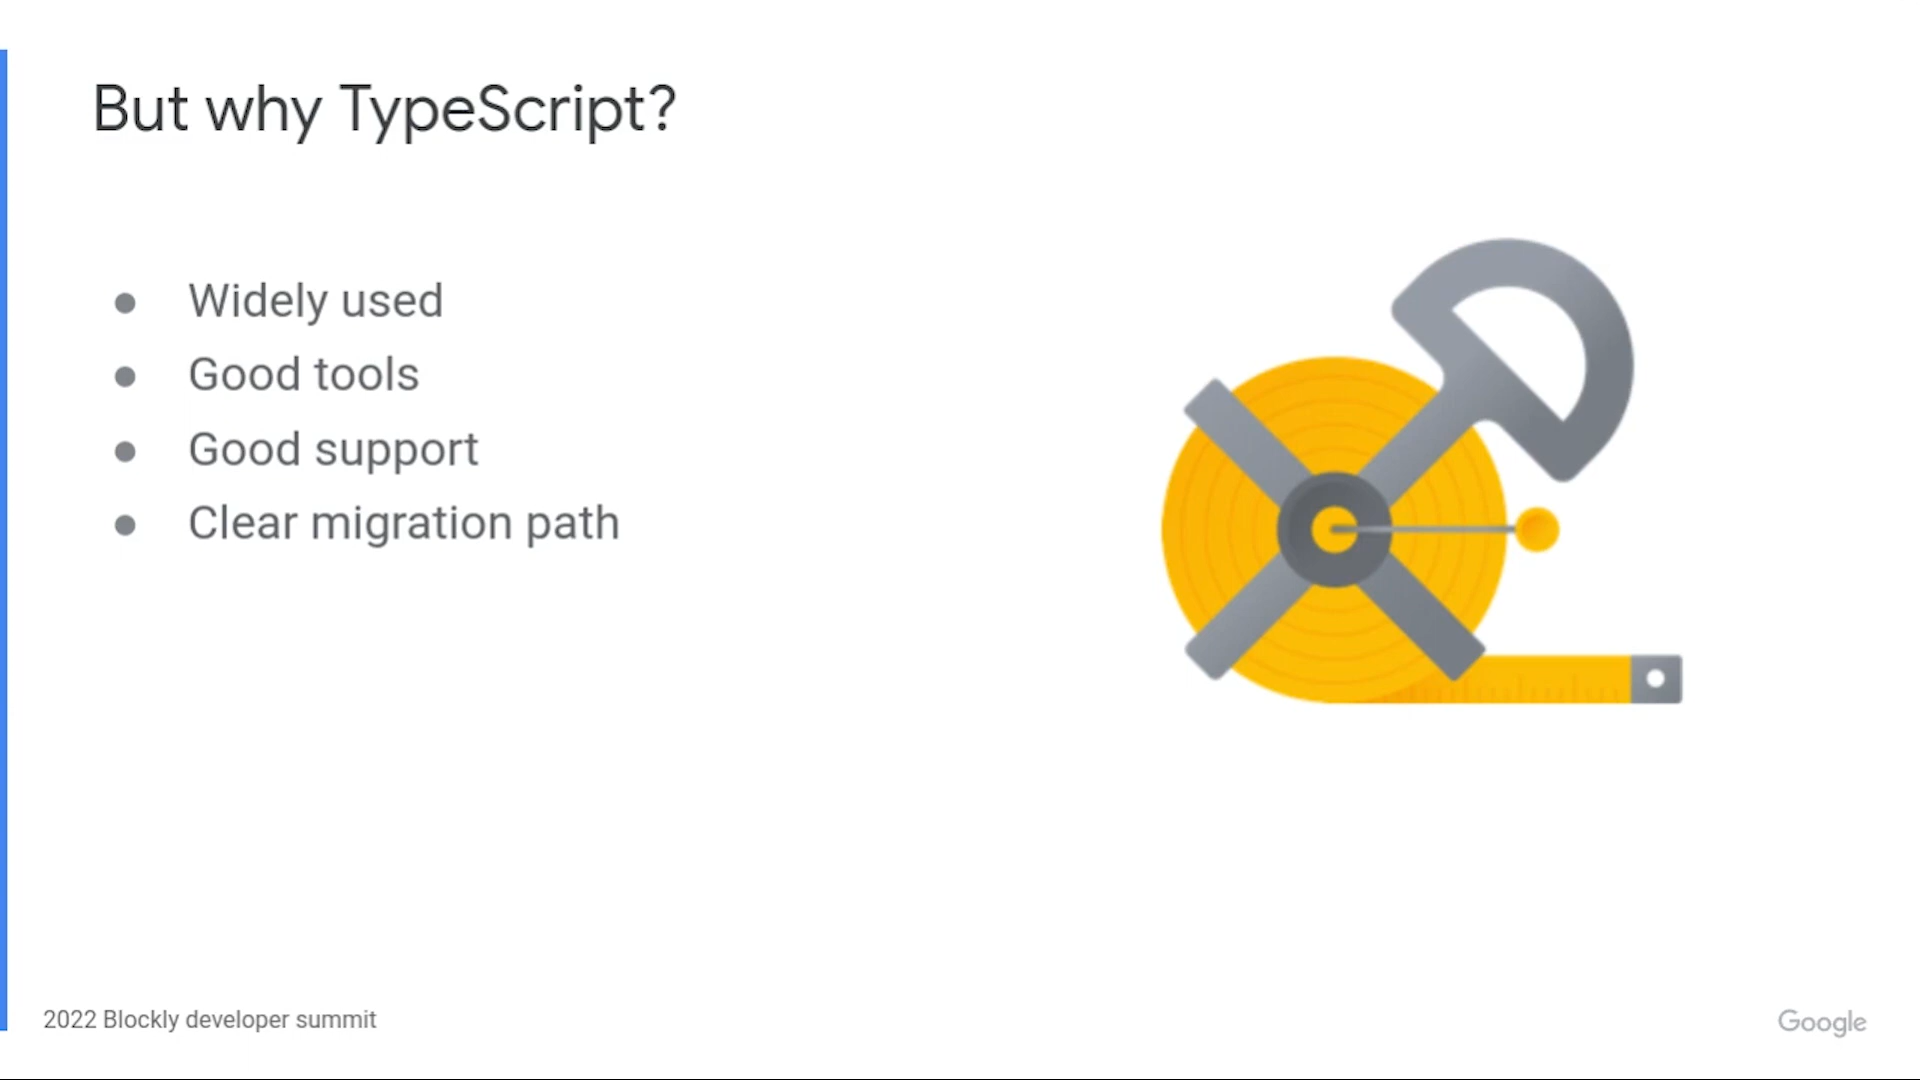 But why TypeScript?
● Widely used
● Good tools
● Good support
● Clear migration path
2022 Blockly developer summit
Google